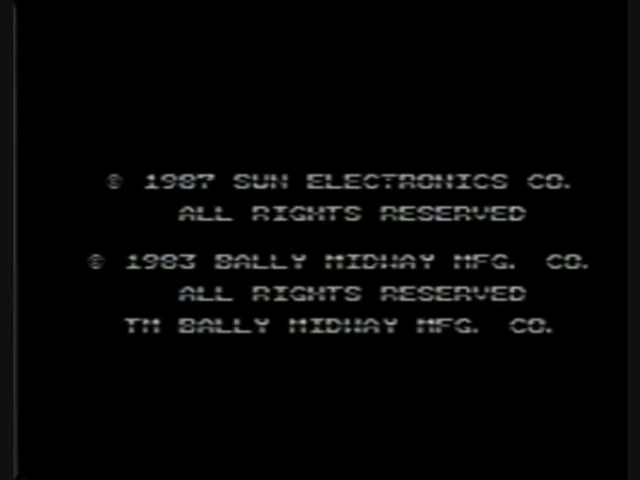 © 1987 SUN ELECTRONICS CO.
ALL RIGHTS RESERVED
© 1983 BALLY MIDWAY MFG. CO.
ALL RIGHTS RESERVED
TM BALLY MIDWAY MFG. CO.